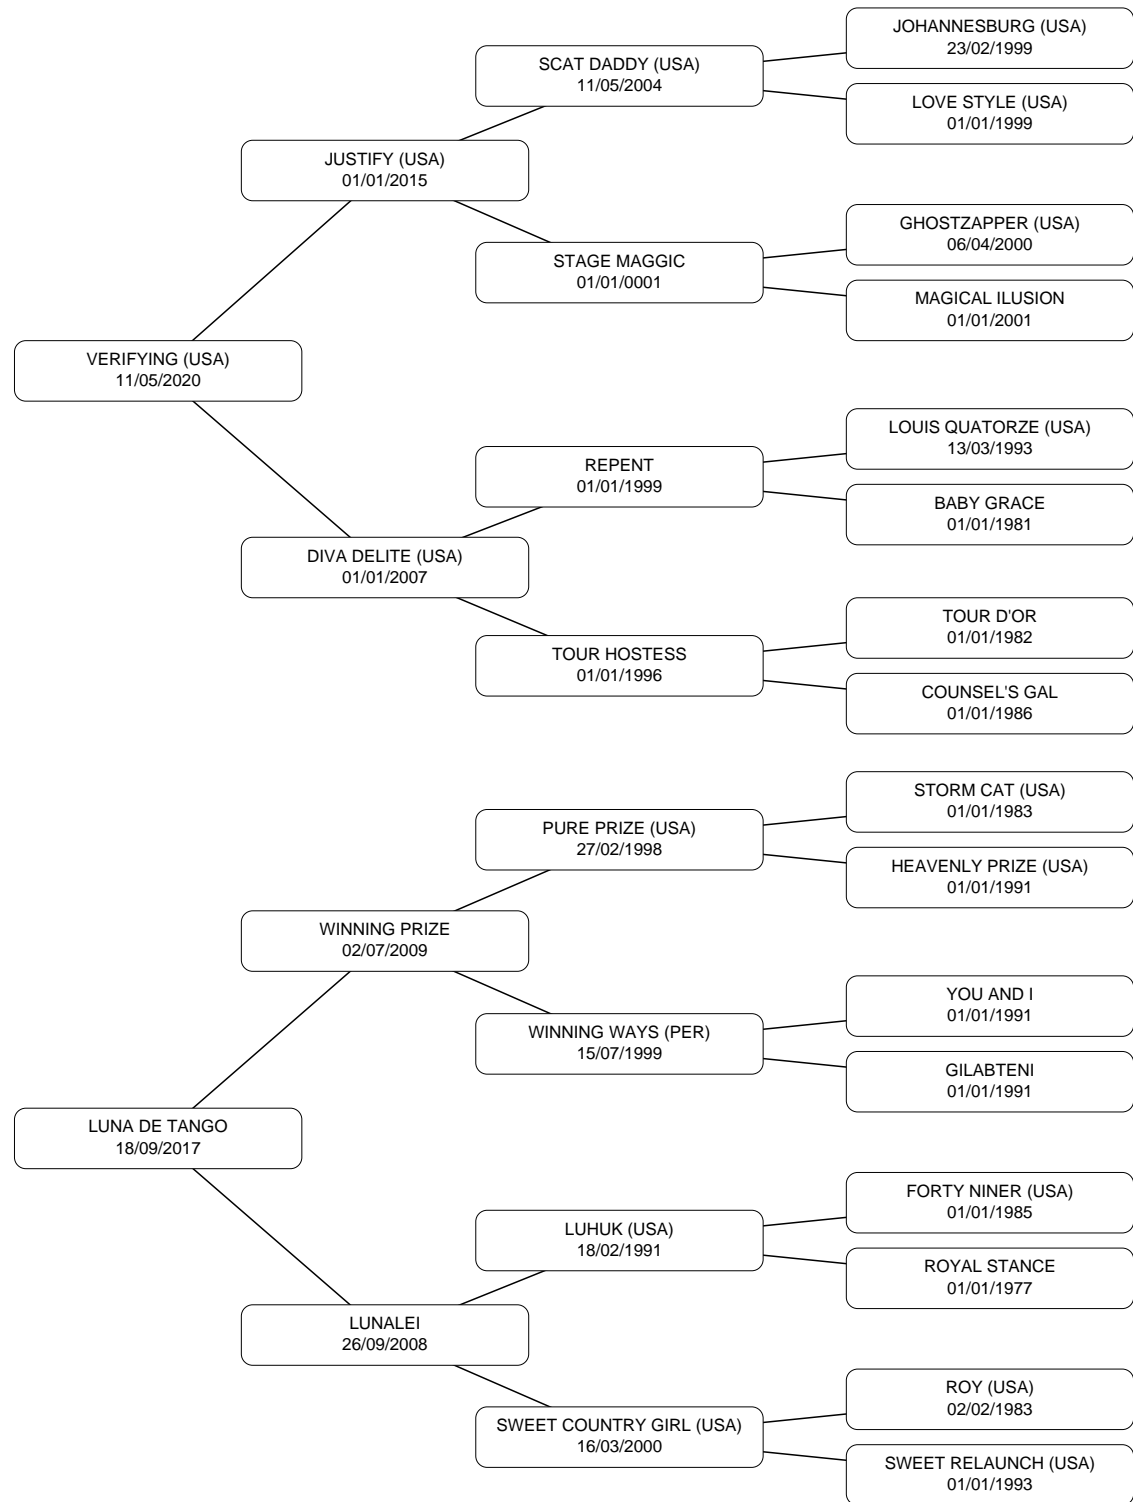 JOHANNESBURG (USA)
23/02/1999
SCAT DADDY (USA)
11/05/2004
LOVE STYLE (USA)
01/01/1999
JUSTIFY (USA)
01/01/2015
GHOSTZAPPER (USA)
06/04/2000
STAGE MAGGIC
01/01/0001
MAGICAL ILUSION
01/01/2001
VERIFYING (USA)
11/05/2020
LOUIS QUATORZE (USA)
13/03/1993
REPENT
01/01/1999
BABY GRACE
01/01/1981
DIVA DELITE (USA)
01/01/2007
TOUR D'OR
01/01/1982
TOUR HOSTESS
01/01/1996
COUNSEL'S GAL
01/01/1986
STORM CAT (USA)
01/01/1983
PURE PRIZE (USA)
27/02/1998
HEAVENLY PRIZE (USA)
01/01/1991
WINNING PRIZE
02/07/2009
YOU AND I
01/01/1991
WINNING WAYS (PER)
15/07/1999
GILABTENI
01/01/1991
LUNA DE TANGO
18/09/2017
FORTY NINER (USA)
01/01/1985
LUHUK (USA)
18/02/1991
ROYAL STANCE
01/01/1977
LUNALEI
26/09/2008
ROY (USA)
02/02/1983
SWEET COUNTRY GIRL (USA)
16/03/2000
SWEET RELAUNCH (USA)
01/01/1993